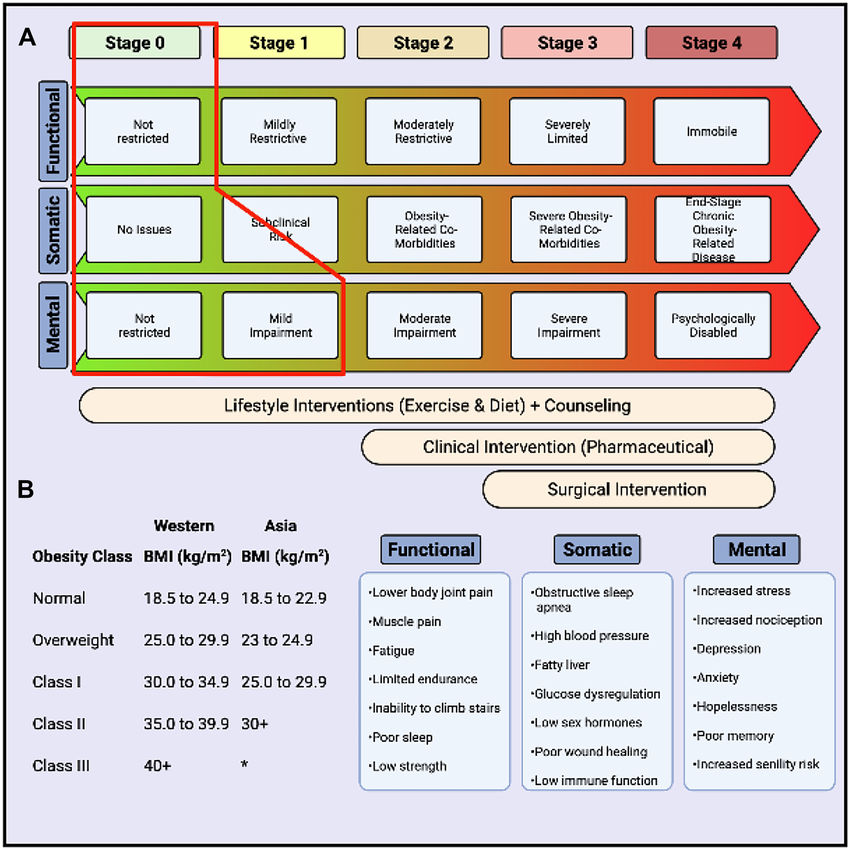 A
Stage 0
Stage 1
Stage 2
Stage 3
Stage 4
Functional
Not
restricted
Mildly
Restrictive
Moderately
Restrictive
Severely
Limited
Immobile
Somatic
No Issues
Subclinical
Risk
Obesity-
Related Co-
Morbidities
Severe Obesity-
Related Co-
Morbidities
End-Stage
Chronic
Obesity-
Related
Disease
Mental
Not
restricted
Mild
Impairment
Moderate
Impairment
Severe
Impairment
Psychologically
Disabled
Lifestyle Interventions (Exercise & Diet) + Counseling
Clinical Intervention (Pharmaceutical)
Surgical Intervention
B
Western Asia
Obesity Class BMI (kg/m²) BMI (kg/m²)
Normal 18.5 to 24.9 18.5 to 22.9
Overweight 25.0 to 29.9 23 to 24.9
Class I 30.0 to 34.9 25.0 to 29.9
Class II 35.0 to 39.9 30+
Class III 40+ *
Functional
•Lower body joint pain
•Muscle pain
•Fatigue
•Limited endurance
•Inability to climb stairs
•Poor sleep
•Low strength
Somatic
•Obstructive sleep
apnea
•High blood pressure
•Fatty liver
•Glucose dysregulation
•Low sex hormones
•Poor wound healing
•Low immune function
Mental
•Increased stress
•Increased nociception
•Depression
•Anxiety
•Hopelessness
•Poor memory
•Increased senility risk